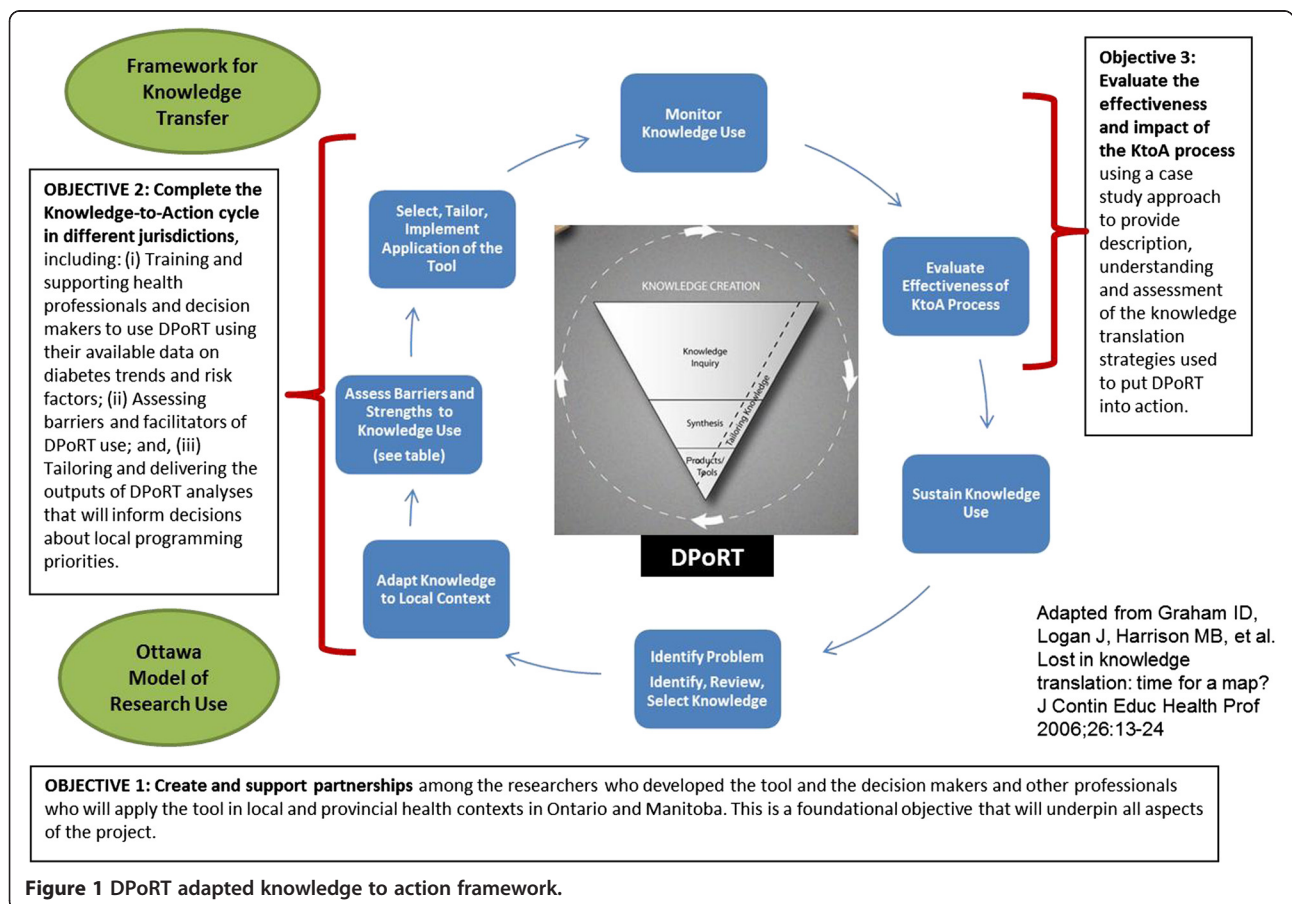 Framework for
Knowledge
Transfer
OBJECTIVE 2: Complete the
Knowledge-to-Action cycle
in different jurisdictions,
including: (i) Training and
supporting health
professionals and decision
makers to use DPoRT using
their available data on
diabetes trends and risk
factors; (ii) Assessing
barriers and facilitators of
DPoRT use; and, (iii)
Tailoring and delivering the
outputs of DPoRT analyses
that will inform decisions
about local programming
priorities.
Ottawa
Model of
Research Use
Monitor
Knowledge Use
Select, Tailor,
Implement
Application of the
Tool
Assess Barriers and
Strengths to
Knowledge Use
(see table)
Adapt Knowledge
to Local Context
Identify Problem
Identify, Review,
Select Knowledge
Sustain Knowledge
Use
Evaluate
Effectiveness of
KtoA Process
KNOWLEDGE CREATION
Knowledge
Inquiry
Synthesis
Products/
Tools
Tailoring Knowledge
DPoRT
Objective 3:
Evaluate the
effectiveness
and impact of
the KtoA process
using a case
study approach
to provide
description,
understanding
and assessment
of the knowledge
translation
strategies used
to put DPoRT
into action.
Adapted from Graham ID,
Logan J, Harrison MB, et al.
Lost in knowledge
translation: time for a map?
J Contin Educ Health Prof
2006;26:13-24
OBJECTIVE 1: Create and support partnerships among the researchers who developed the tool and the decision makers and other professionals
who will apply the tool in local and provincial health contexts in Ontario and Manitoba. This is a foundational objective that will underpin all aspects
of the project.
Figure 1 DPoRT adapted knowledge to action framework.